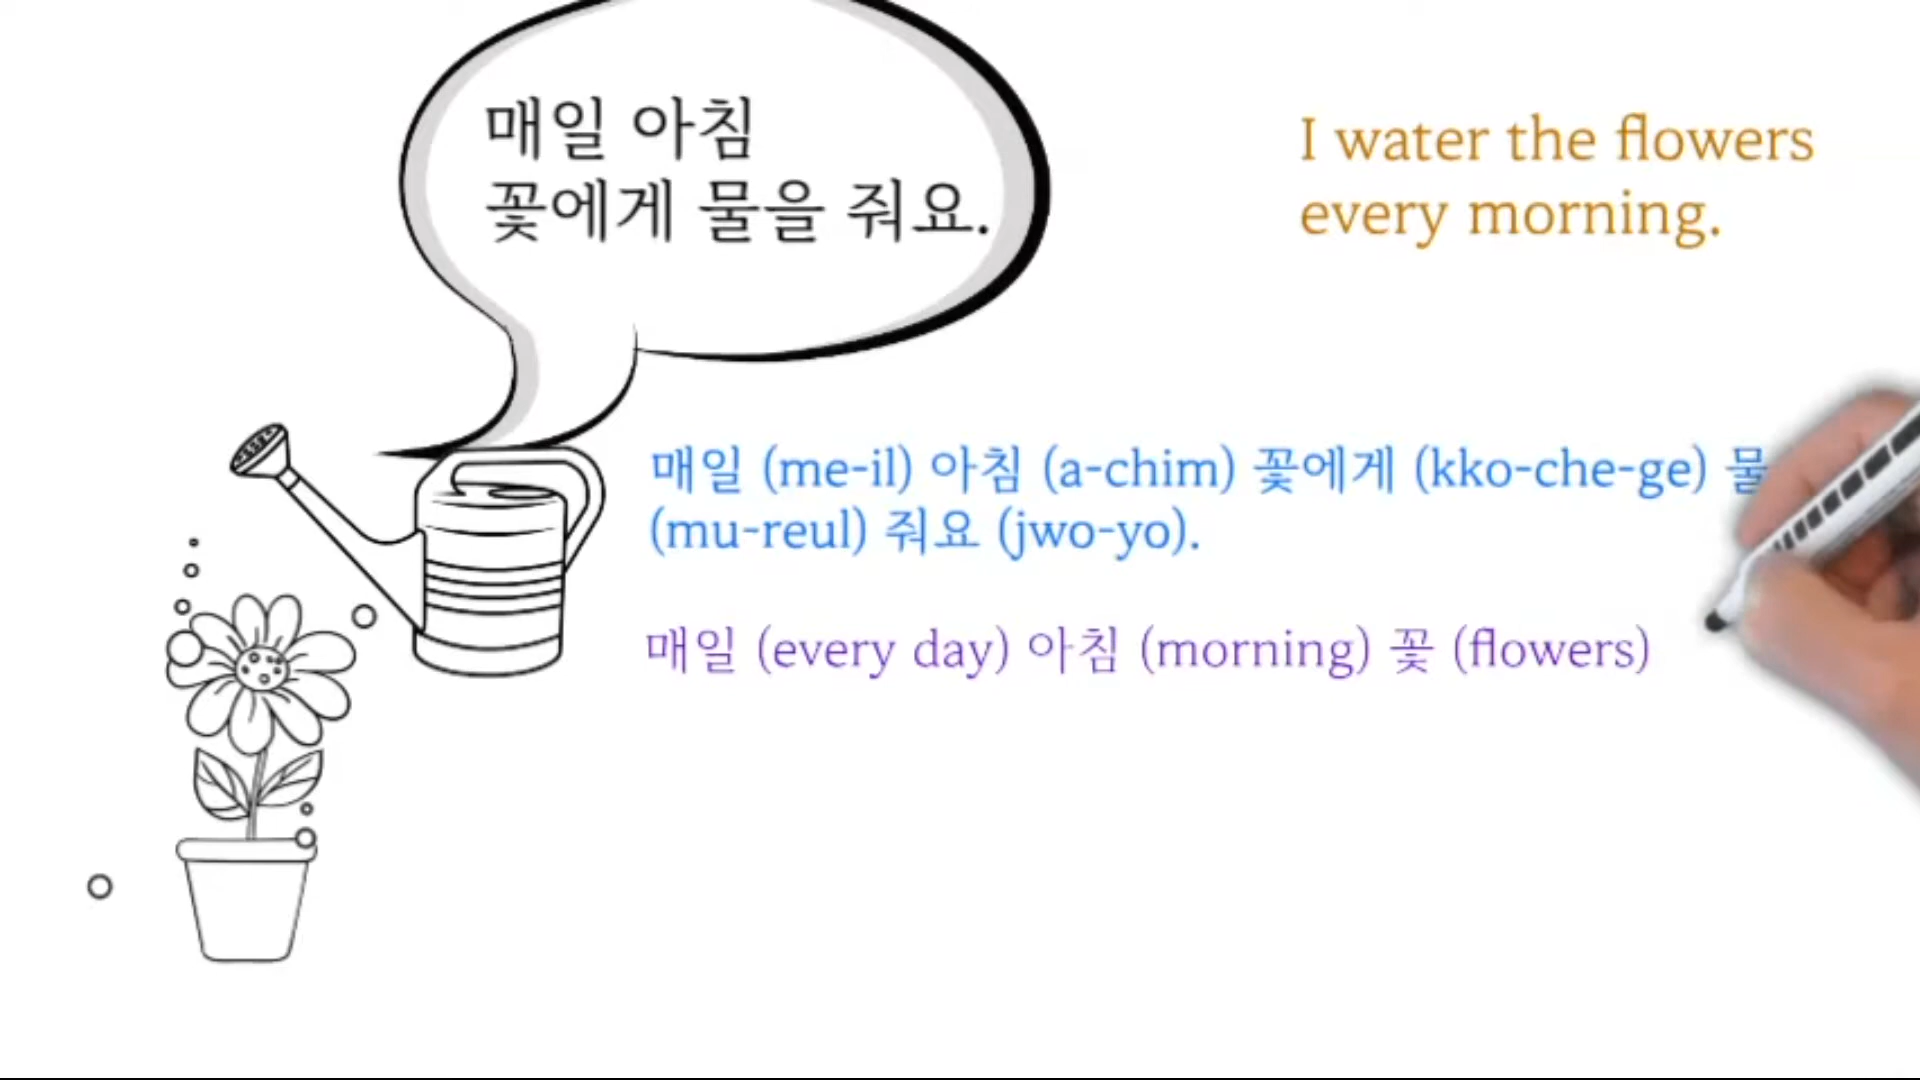 매일 아침
꽃에게 물을 줘요.
I water the flowers
every morning.
매일 (me-il) 아침 (a-chim) 꽃에게 (kko-che-ge)
(mu-reul) 줘요 (jwo-yo).
매일 (every day) 아침 (morning) 꽃 (flowers)